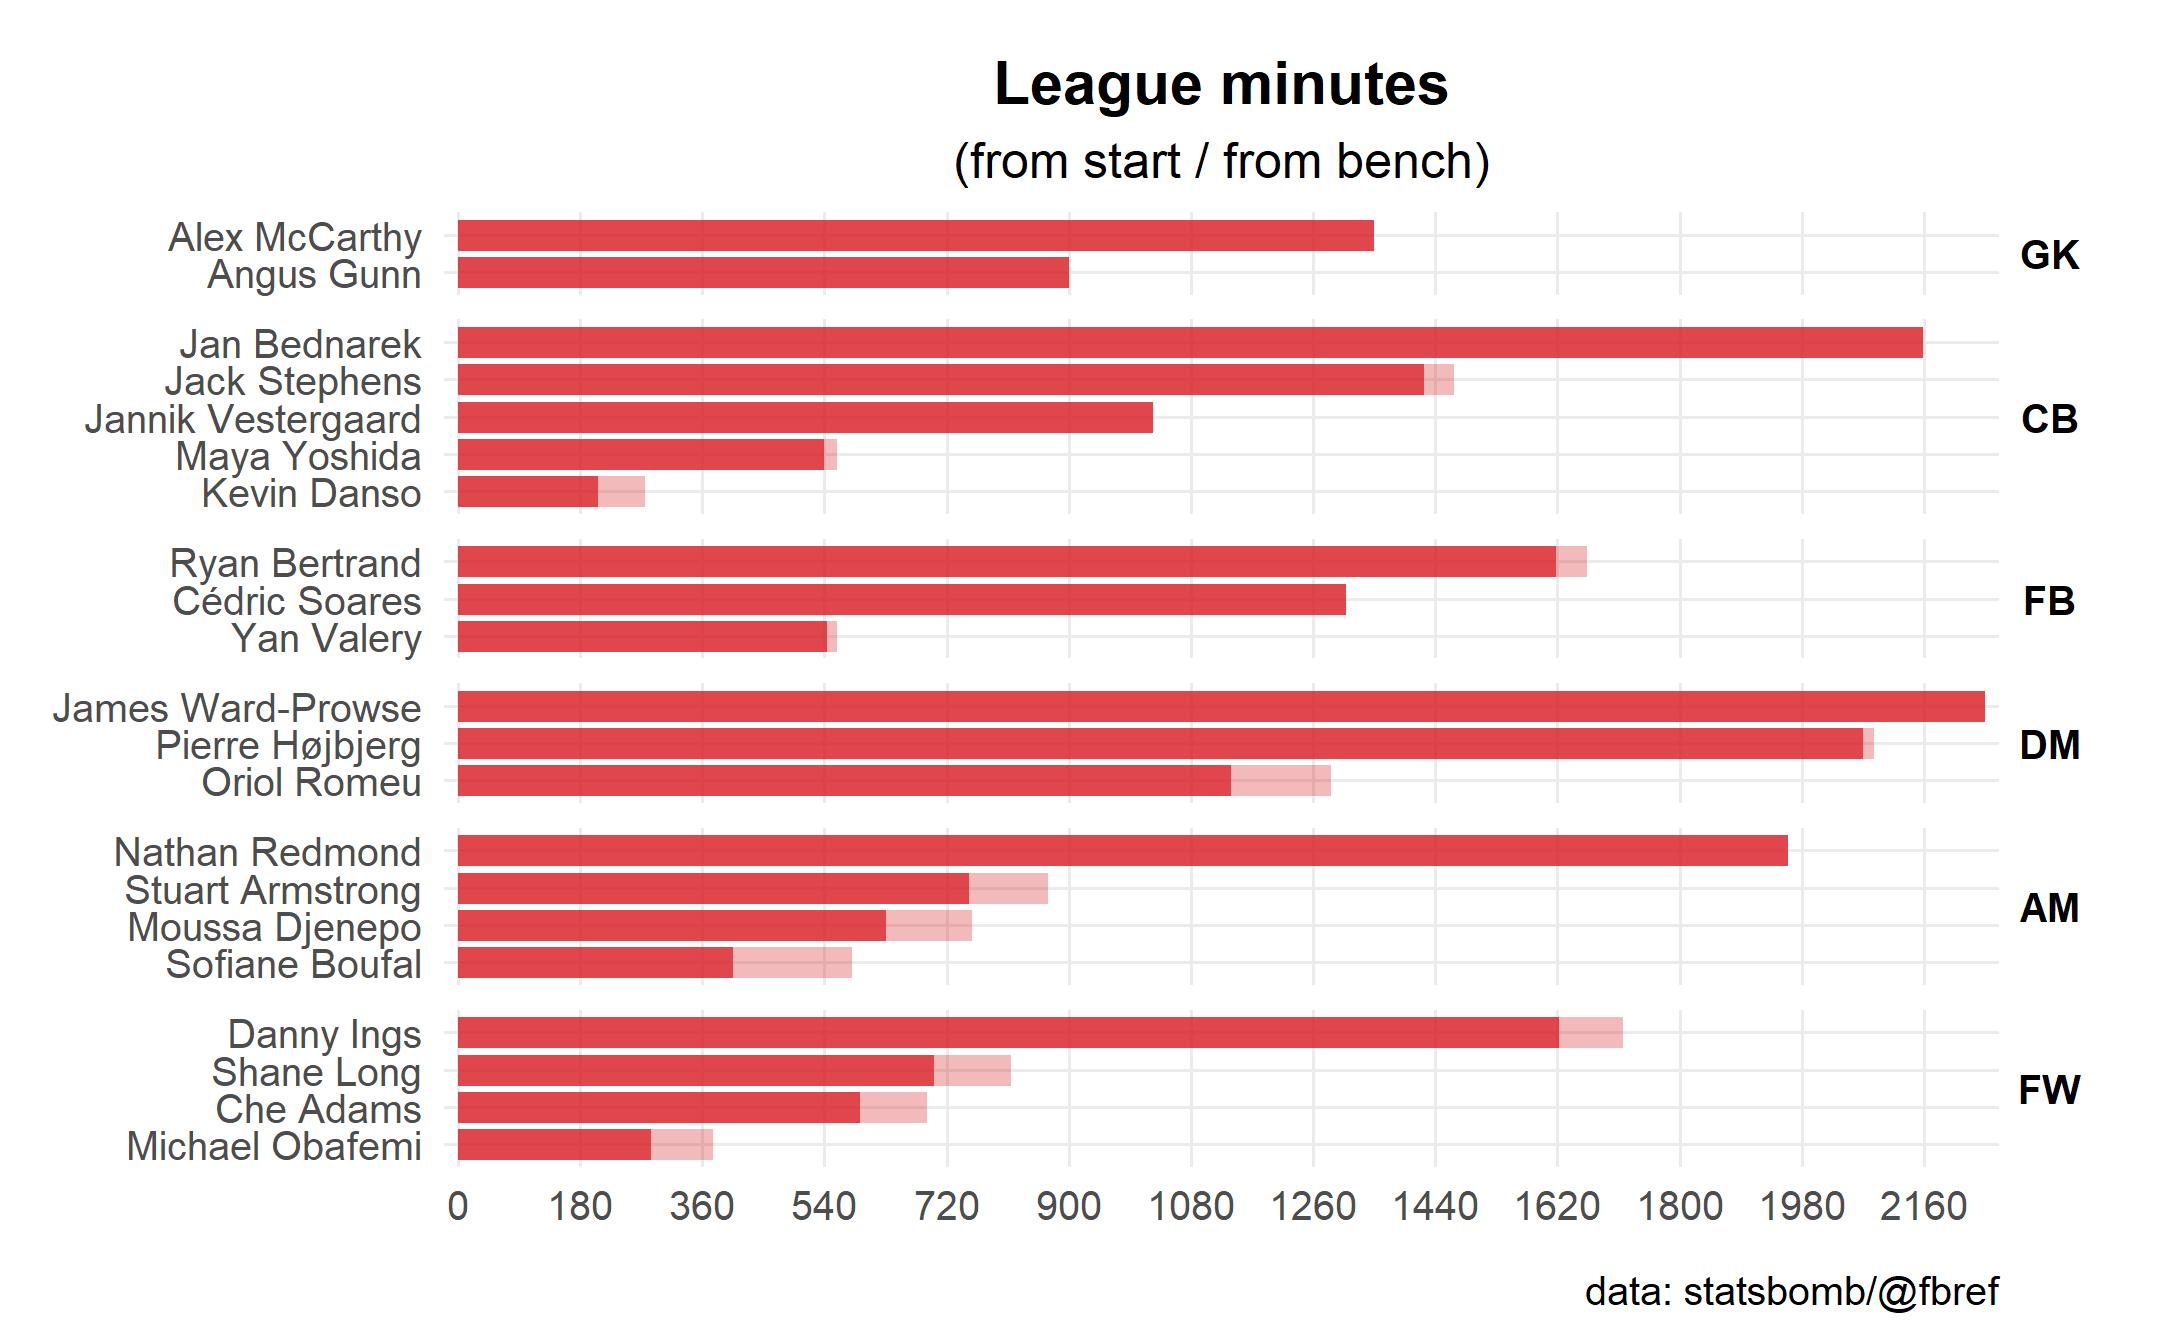 League minutes
(from start / from bench)
Alex McCarthy
Angus Gunn
GK
Jan Bednarek
Jack Stephens
Jannik Vestergaard
Maya Yoshida
Kevin Danso
CB
Ryan Bertrand
Cédric Soares
Yan Valery
FB
James Ward-Prowse
Pierre Højbjerg
Oriol Romeu
DM
Nathan Redmond
Stuart Armstrong
Moussa Djenepo
Sofiane Boufal
AM
Danny Ings
Shane Long
Che Adams
Michael Obafemi
FW
0 180 360 540 720 900 1080 1260 1440 1620 1800 1980 2160
data: statsbomb/@fbref